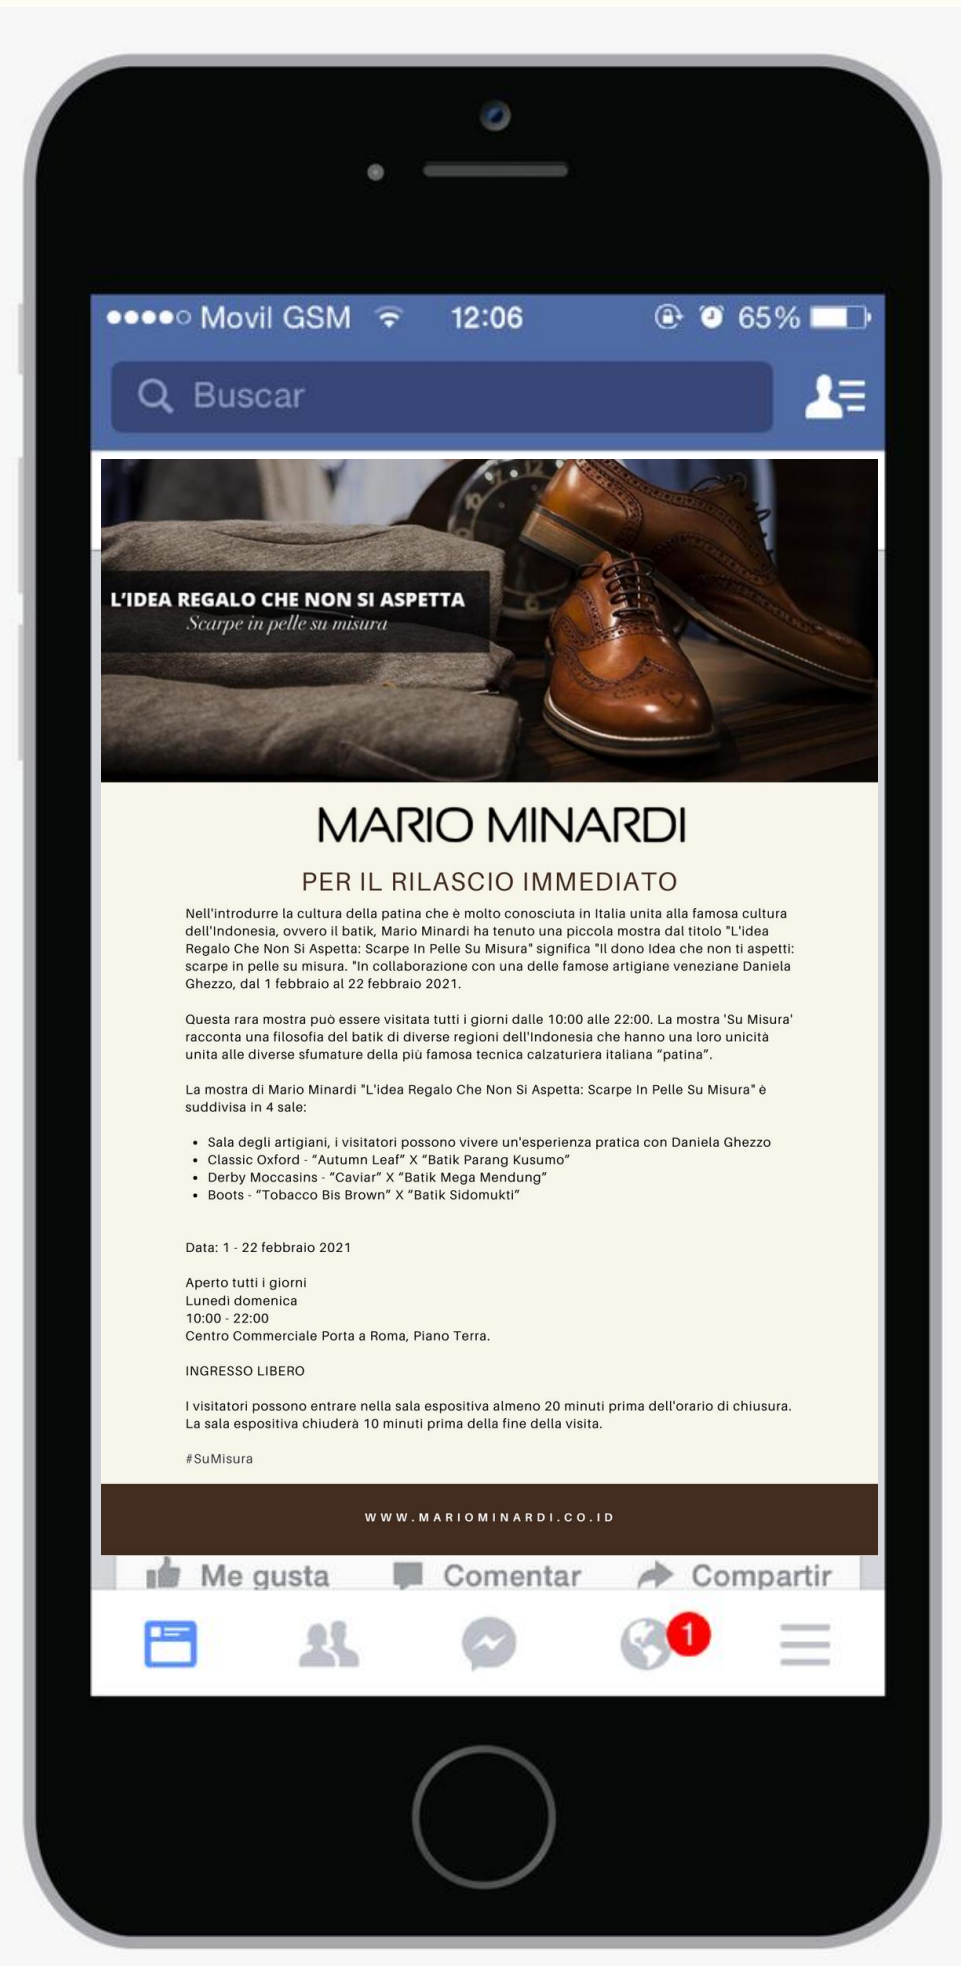 Movil GSM 12:06 65%
Buscar
L'IDEA REGALO CHE NON SI ASPETTA
Scarpe in pelle su misura
MARIO MINARDI
PER IL RILASCIO IMMEDIATO
Nell'introdurre la cultura della patina che è molto conosciuta in Italia unita alla famosa cultura
dell'Indonesia, ovvero il batik, Mario Minardi ha tenuto una piccola mostra dal titolo "L'idea
Regalo Che Non Si Aspetta: Scarpe In Pelle Su Misura" significa "Il dono Idea che non ti aspetti:
scarpe in pelle su misura. "In collaborazione con una delle famose artigiane veneziane Daniela
Ghezzo, dal 1 febbraio al 22 febbraio 2021.
Questa rara mostra può essere visitata tutti i giorni dalle 10:00 alle 22:00. La mostra 'Su Misura'
racconta una filosofia del batik di diverse regioni dell'Indonesia che hanno una loro unicità
unita alle diverse sfumature della più famosa tecnica calzaturiera italiana “patina”.
La mostra di Mario Minardi "L'idea Regalo Che Non Si Aspetta: Scarpe In Pelle Su Misura" è
suddivisa in 4 sale:
• Sala degli artigiani, i visitatori possono vivere un'esperienza pratica con Daniela Ghezzo
• Classic Oxford - “Autumn Leaf” X “Batik Parang Kusumo”
• Derby Moccasins - “Caviar” X “Batik Mega Mendung”
• Boots - “Tobacco Bis Brown” X “Batik Sidomukti”
Data: 1 - 22 febbraio 2021
Aperto tutti i giorni
Lunedì domenica
10:00 - 22:00
Centro Commerciale Porta a Roma, Piano Terra.
INGRESSO LIBERO
I visitatori possono entrare nella sala espositiva almeno 20 minuti prima dell'orario di chiusura.
La sala espositiva chiuderà 10 minuti prima della fine della visita.
#SuMisura
WWW.MARIOMINARDI.CO.ID
Me gusta Comentar Compartir
1